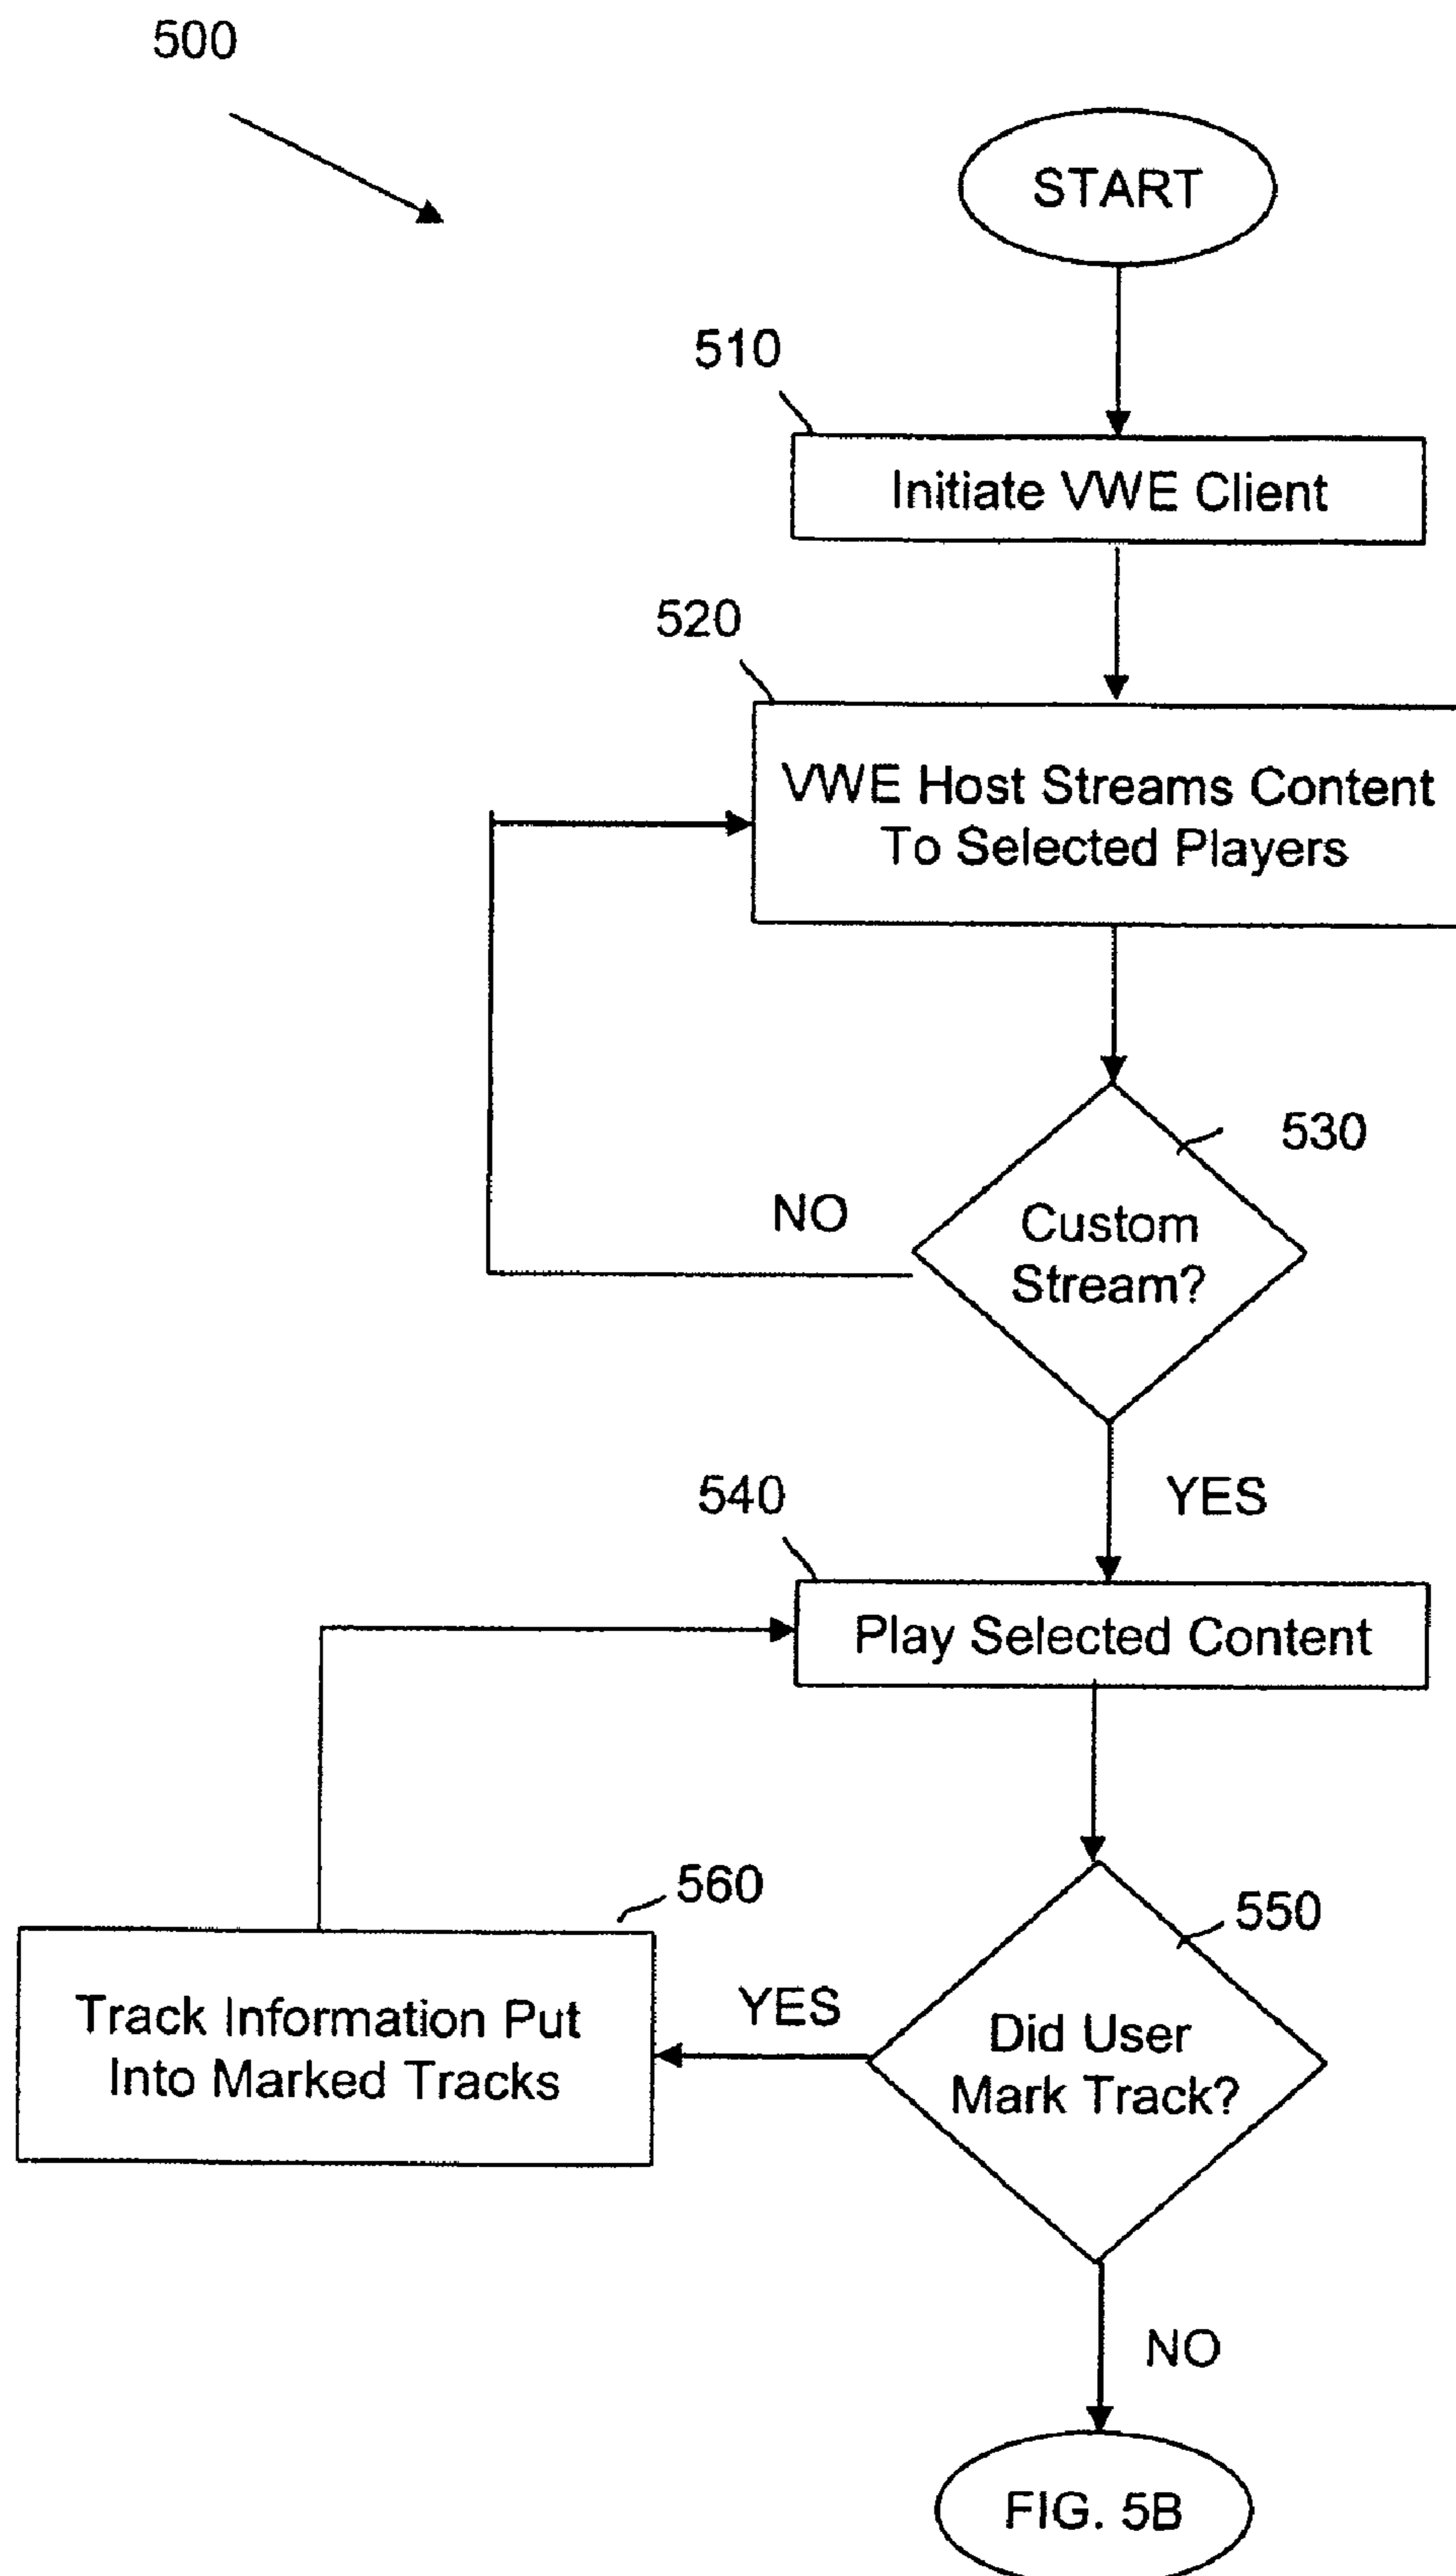 500
START
510
Initiate VWE Client
520
VWE Host Streams Content
To Selected Players
530
NO
Custom
Stream?
540
YES
Play Selected Content
560
550
YES
Track Information Put
Into Marked Tracks
Did User
Mark Track?
NO
FIG. 5B